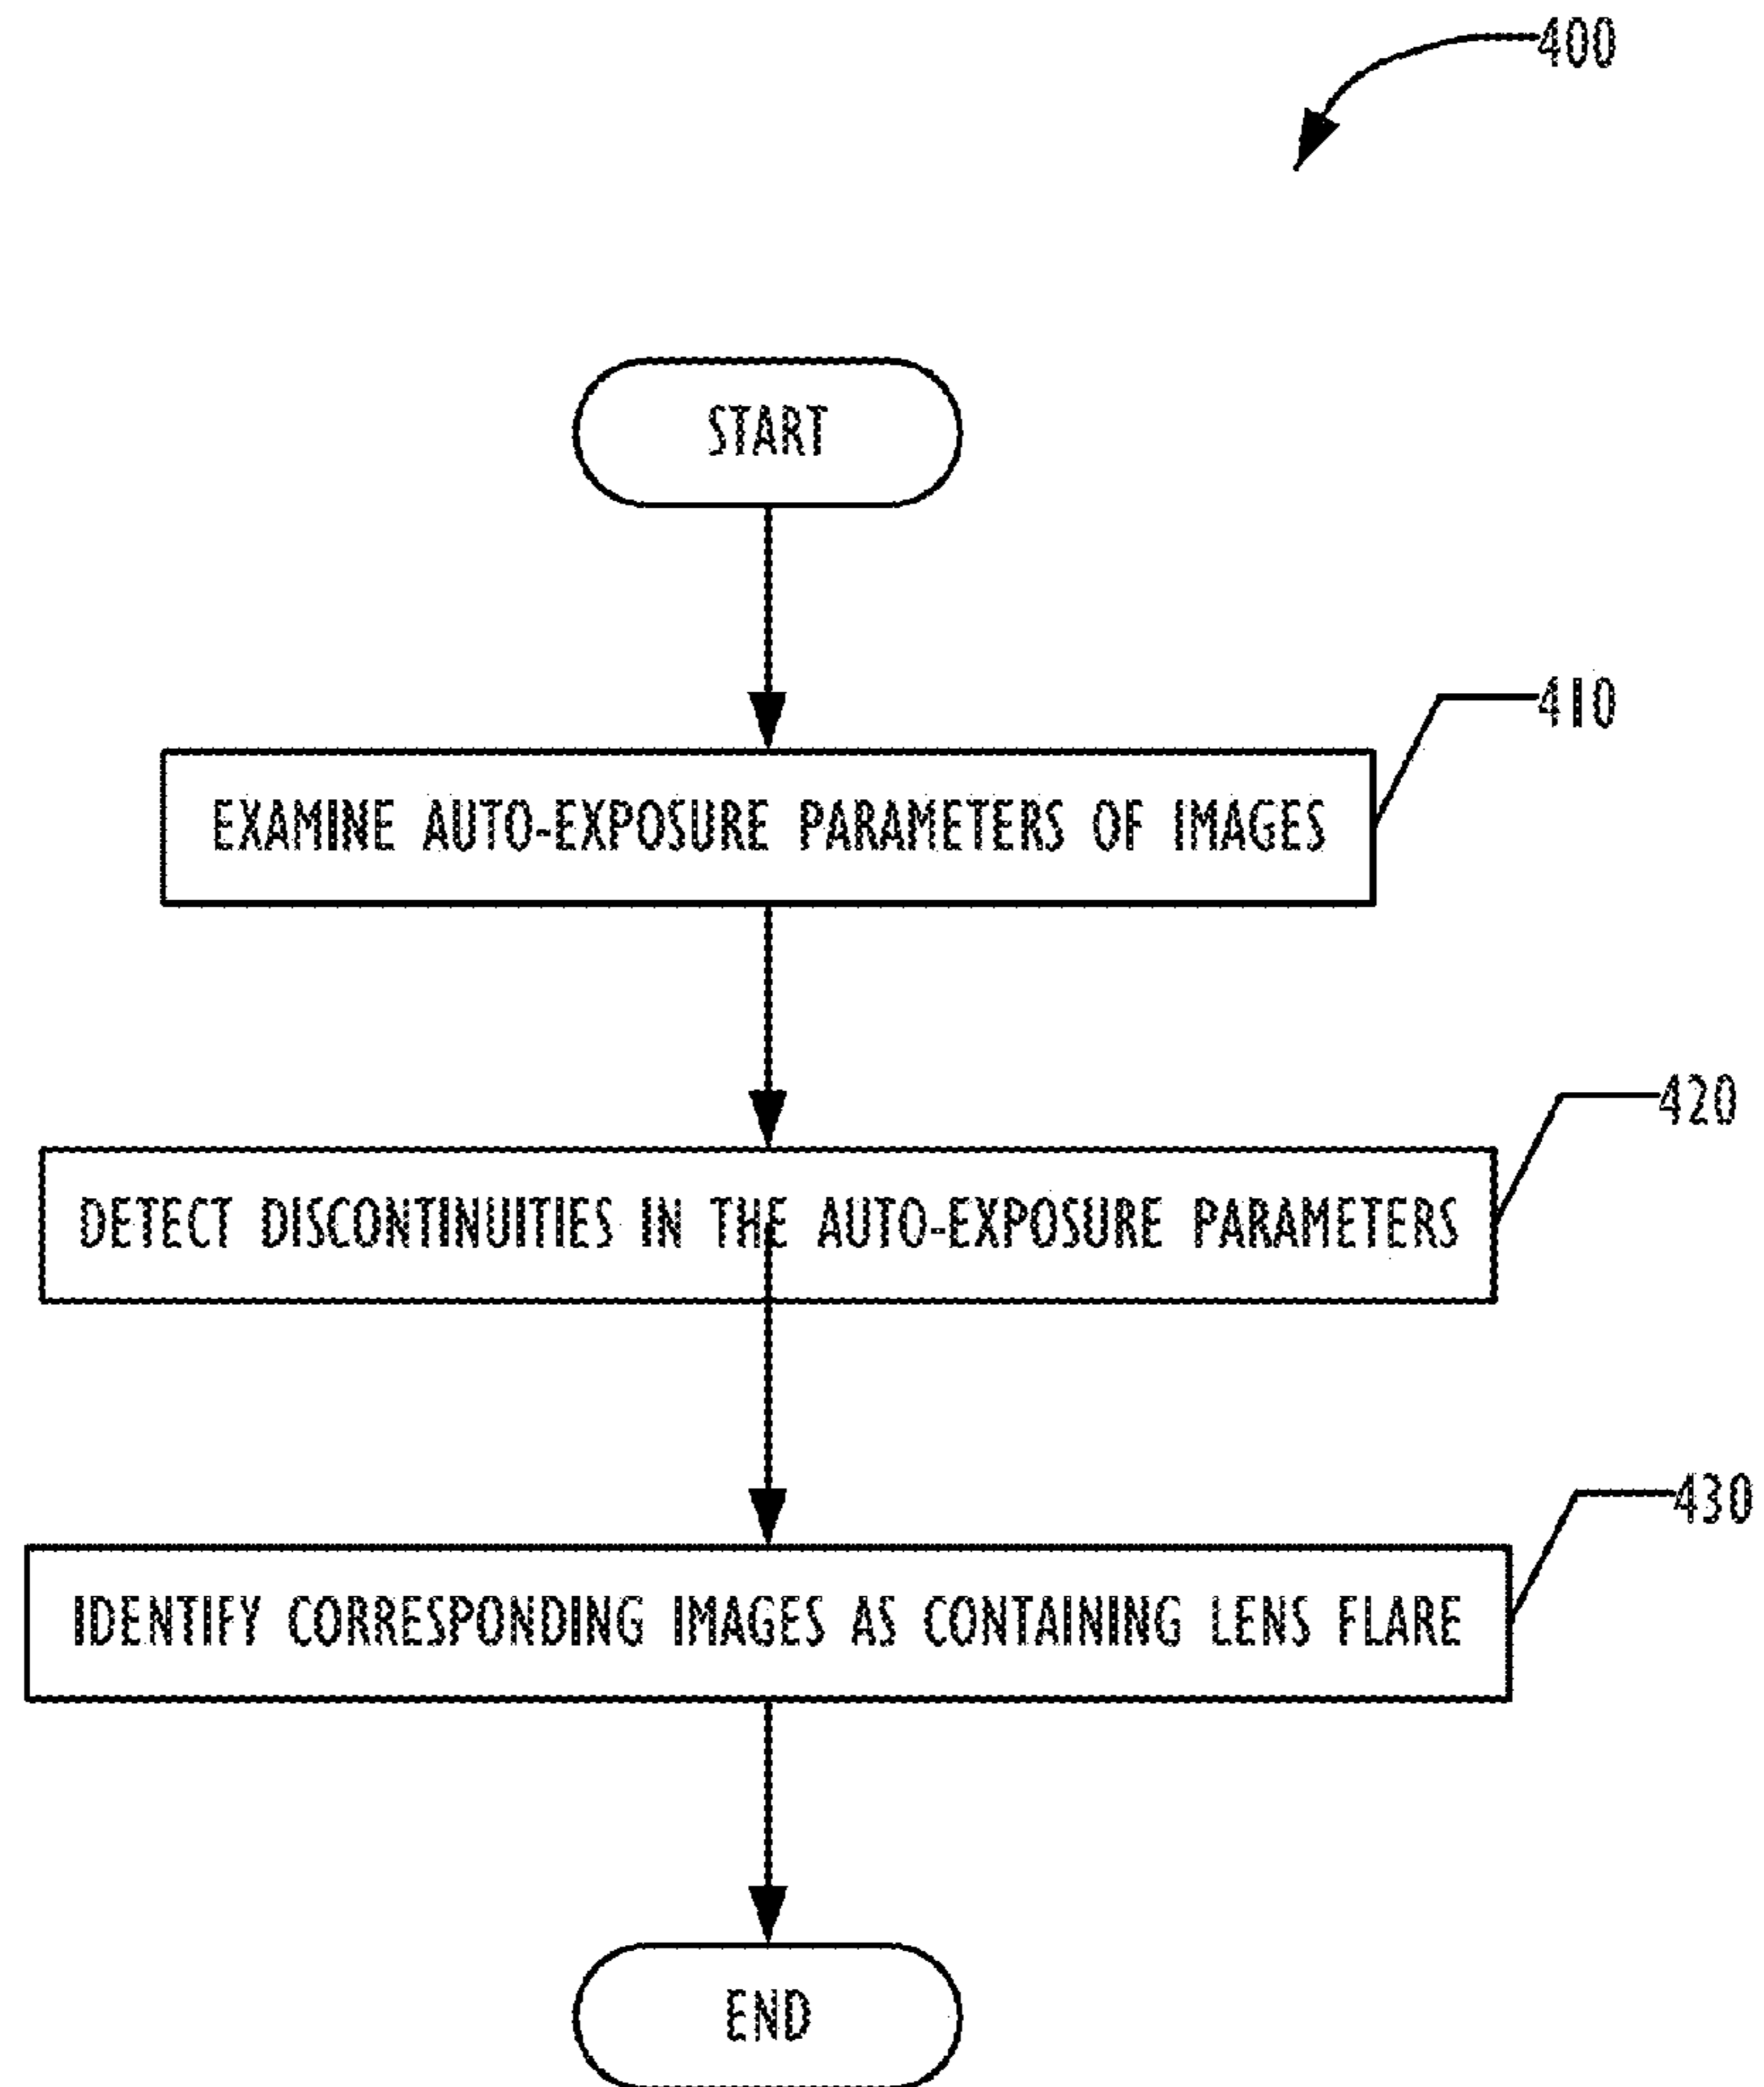 400
START
410
EXAMINE AUTO-EXPOSURE PARAMETERS OF IMAGES
420
DETECT DISCONTINUITIES IN THE AUTO-EXPOSURE PARAMETERS
430
IDENTIFY CORRESPONDING IMAGES AS CONTAINING LENS FLARE
END